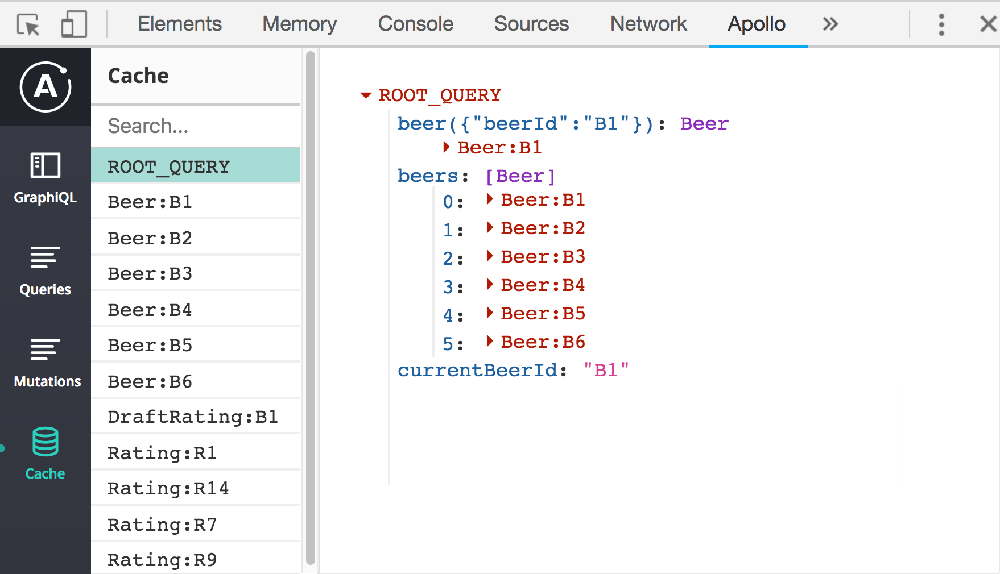 Elements Memory Console Sources Network Apollo
A
GraphiQL
Queries
Mutations
Cache
Cache
Search...
ROOT_QUERY
Beer:B1
Beer:B2
Beer:B3
Beer:B4
Beer:B5
Beer:B6
DraftRating:B1
Rating:R1
Rating:R14
Rating:R7
Rating:R9
ROOT_QUERY
beer({"beerId":"B1"}): Beer
Beer:B1
beers: [Beer]
0: Beer:B1
1: Beer:B2
2: Beer:B3
3: Beer:B4
4: Beer:B5
5: Beer:B6
currentBeerId: "B1"